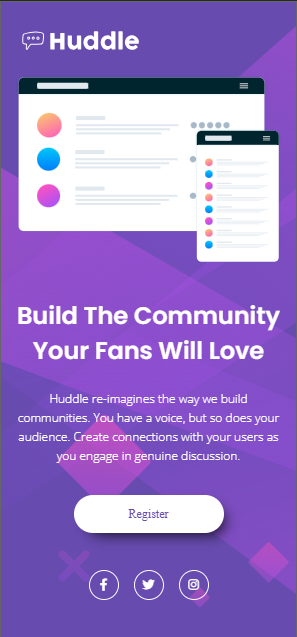 Huddle
Build The Community
Your Fans Will Love
Huddle re-imagines the way we build
communities. You have a voice, but so does your
audience. Create connections with your users as
you engage in genuine discussion.
Register